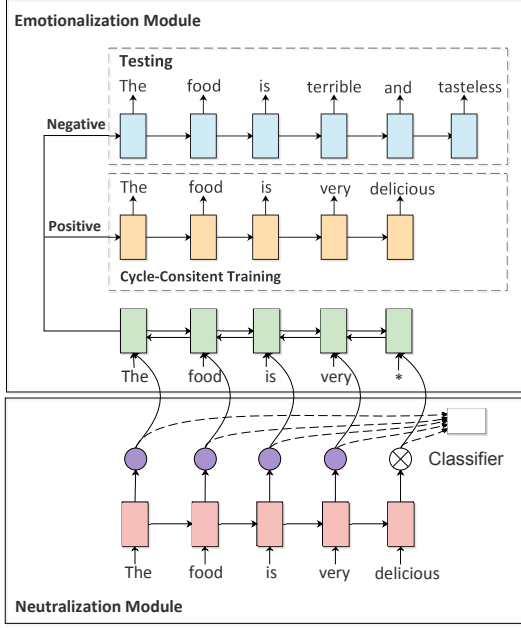 Emotionalization Module
Testing
The food is terrible and tasteless
Negative
The food is very delicious
Positive
Cycle-Consitent Training
The food is very *
Classifier
The food is very delicious
Neutralization Module